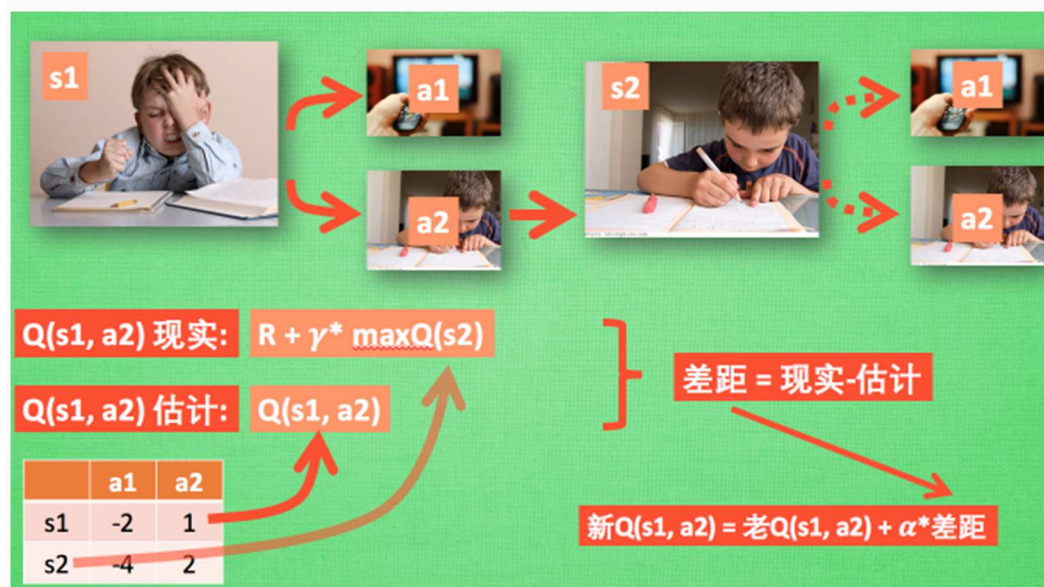 s1
a1
a2
s2
a1
a2
Q(s1, a2) 现实: R + γ* maxQ(s2)
Q(s1, a2) 估计: Q(s1, a2)
差距 = 现实-估计
新Q(s1, a2) = 老Q(s1, a2) + α*差距
a1 a2
s1 -2 1
s2 -4 2